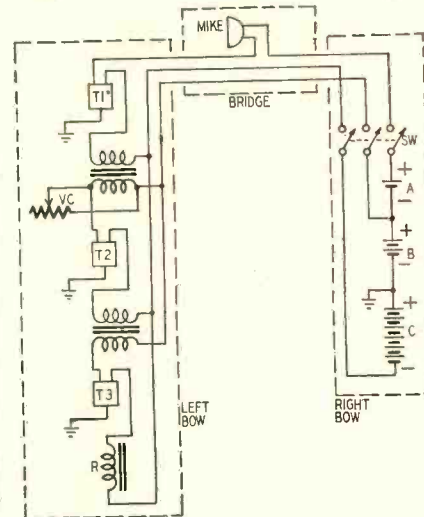 MIKE
BRIDGE
T1"
SW
+
A
−
VC
+
B
−
T2
+
C
−
T3
LEFT
BOW
RIGHT
BOW
R